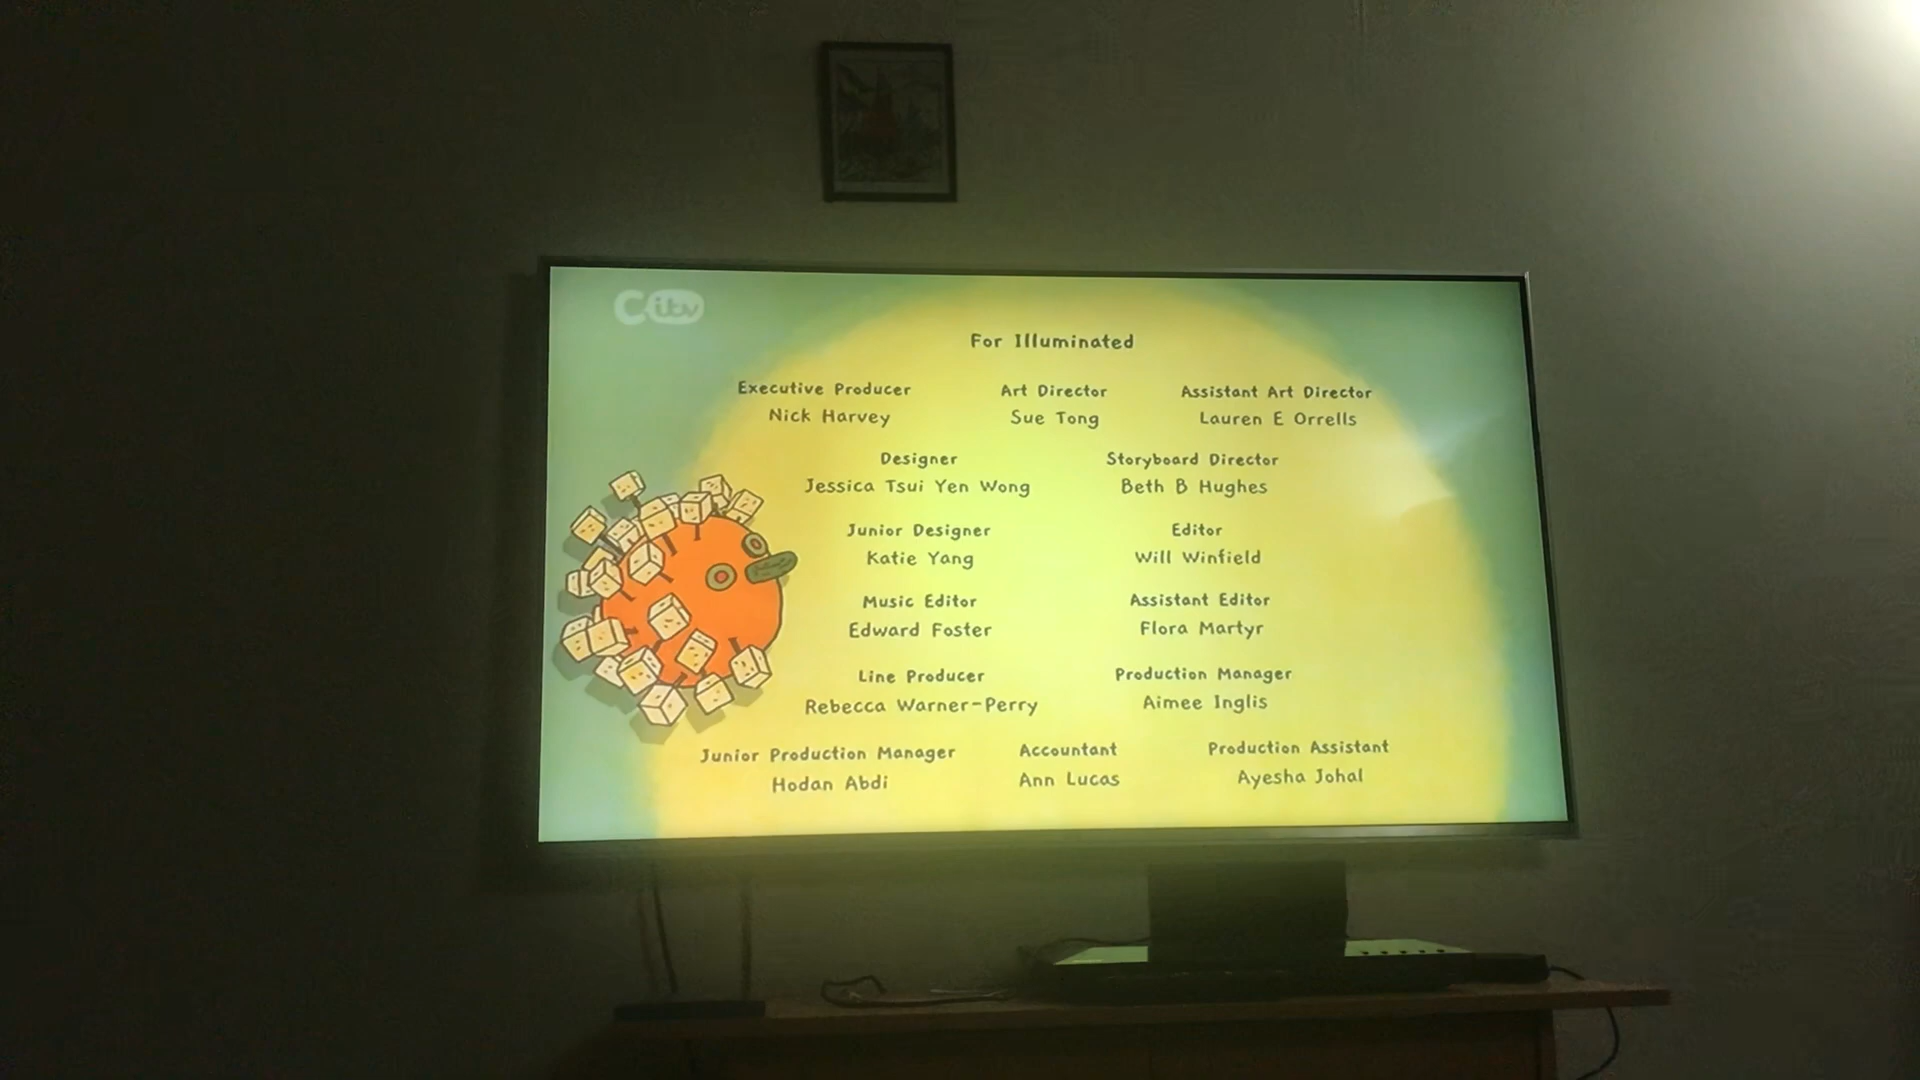 Citv
For Illuminated
Executive Producer Art Director Assistant Art Director
Nick Harvey Sue Tong Lauren E Orrells
Designer Storyboard Director
Jessica Tsui Yen Wong Beth B Hughes
Junior Designer Editor
Katie Yang Will Winfield
Music Editor Assistant Editor
Edward Foster Flora Martyr
Line Producer Production Manager
Rebecca Warner-Perry Aimee Inglis
Junior Production Manager Accountant Production Assistant
Hodan Abdi Ann Lucas Ayesha Johal